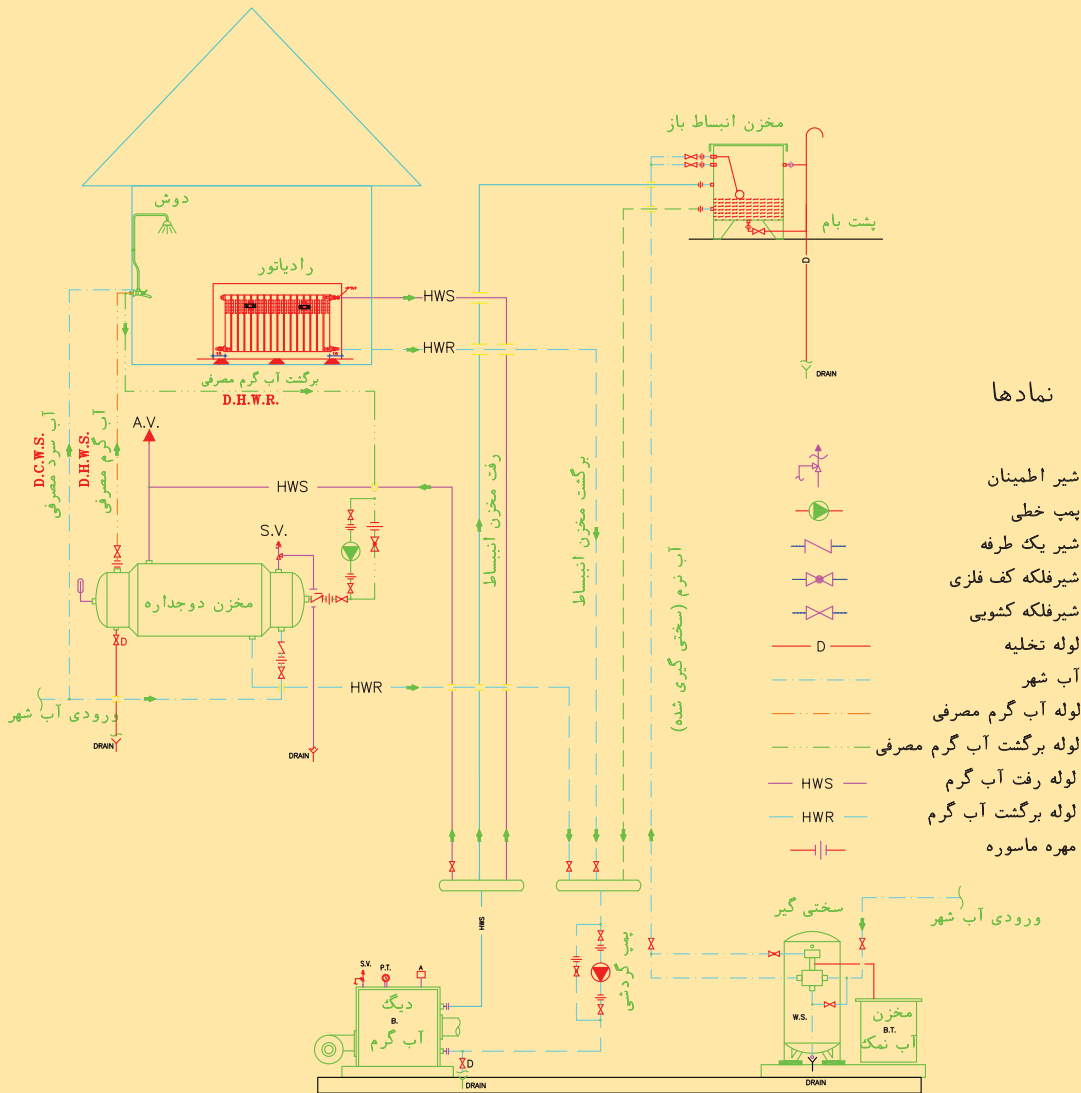 مخزن انبساط باز
پشت بام
D
DRAIN
دوش
رادیاتور
HWS
HWR
برگشت آب گرم مصرفی
D.H.W.R.
D.C.W.S.
آب سرد مصرفی
D.H.W.S.
آب گرم مصرفی
A.V.
HWS
S.V.
مخزن دوجداره
D
HWR
ورودی آب شهر
DRAIN
DRAIN
رفت مخزن انبساط
برگشت مخزن انبساط
آب نرم (سختی گیری شده)
نمادها
شیر اطمینان
پمپ خطی
شیر یک طرفه
شیرفلکه کف فلزی
شیرفلکه کشویی
D لوله تخلیه
آب شهر
لوله آب گرم مصرفی
لوله برگشت آب گرم مصرفی
HWS لوله رفت آب گرم
HWR لوله برگشت آب گرم
مهره ماسوره
HWS
پمپ گردشی
S.V.
P.T.
A
دیگ
B.
آب گرم
D
DRAIN
سختی گیر
ورودی آب شهر
W.S.
مخزن
B.T.
آب نمک
DRAIN